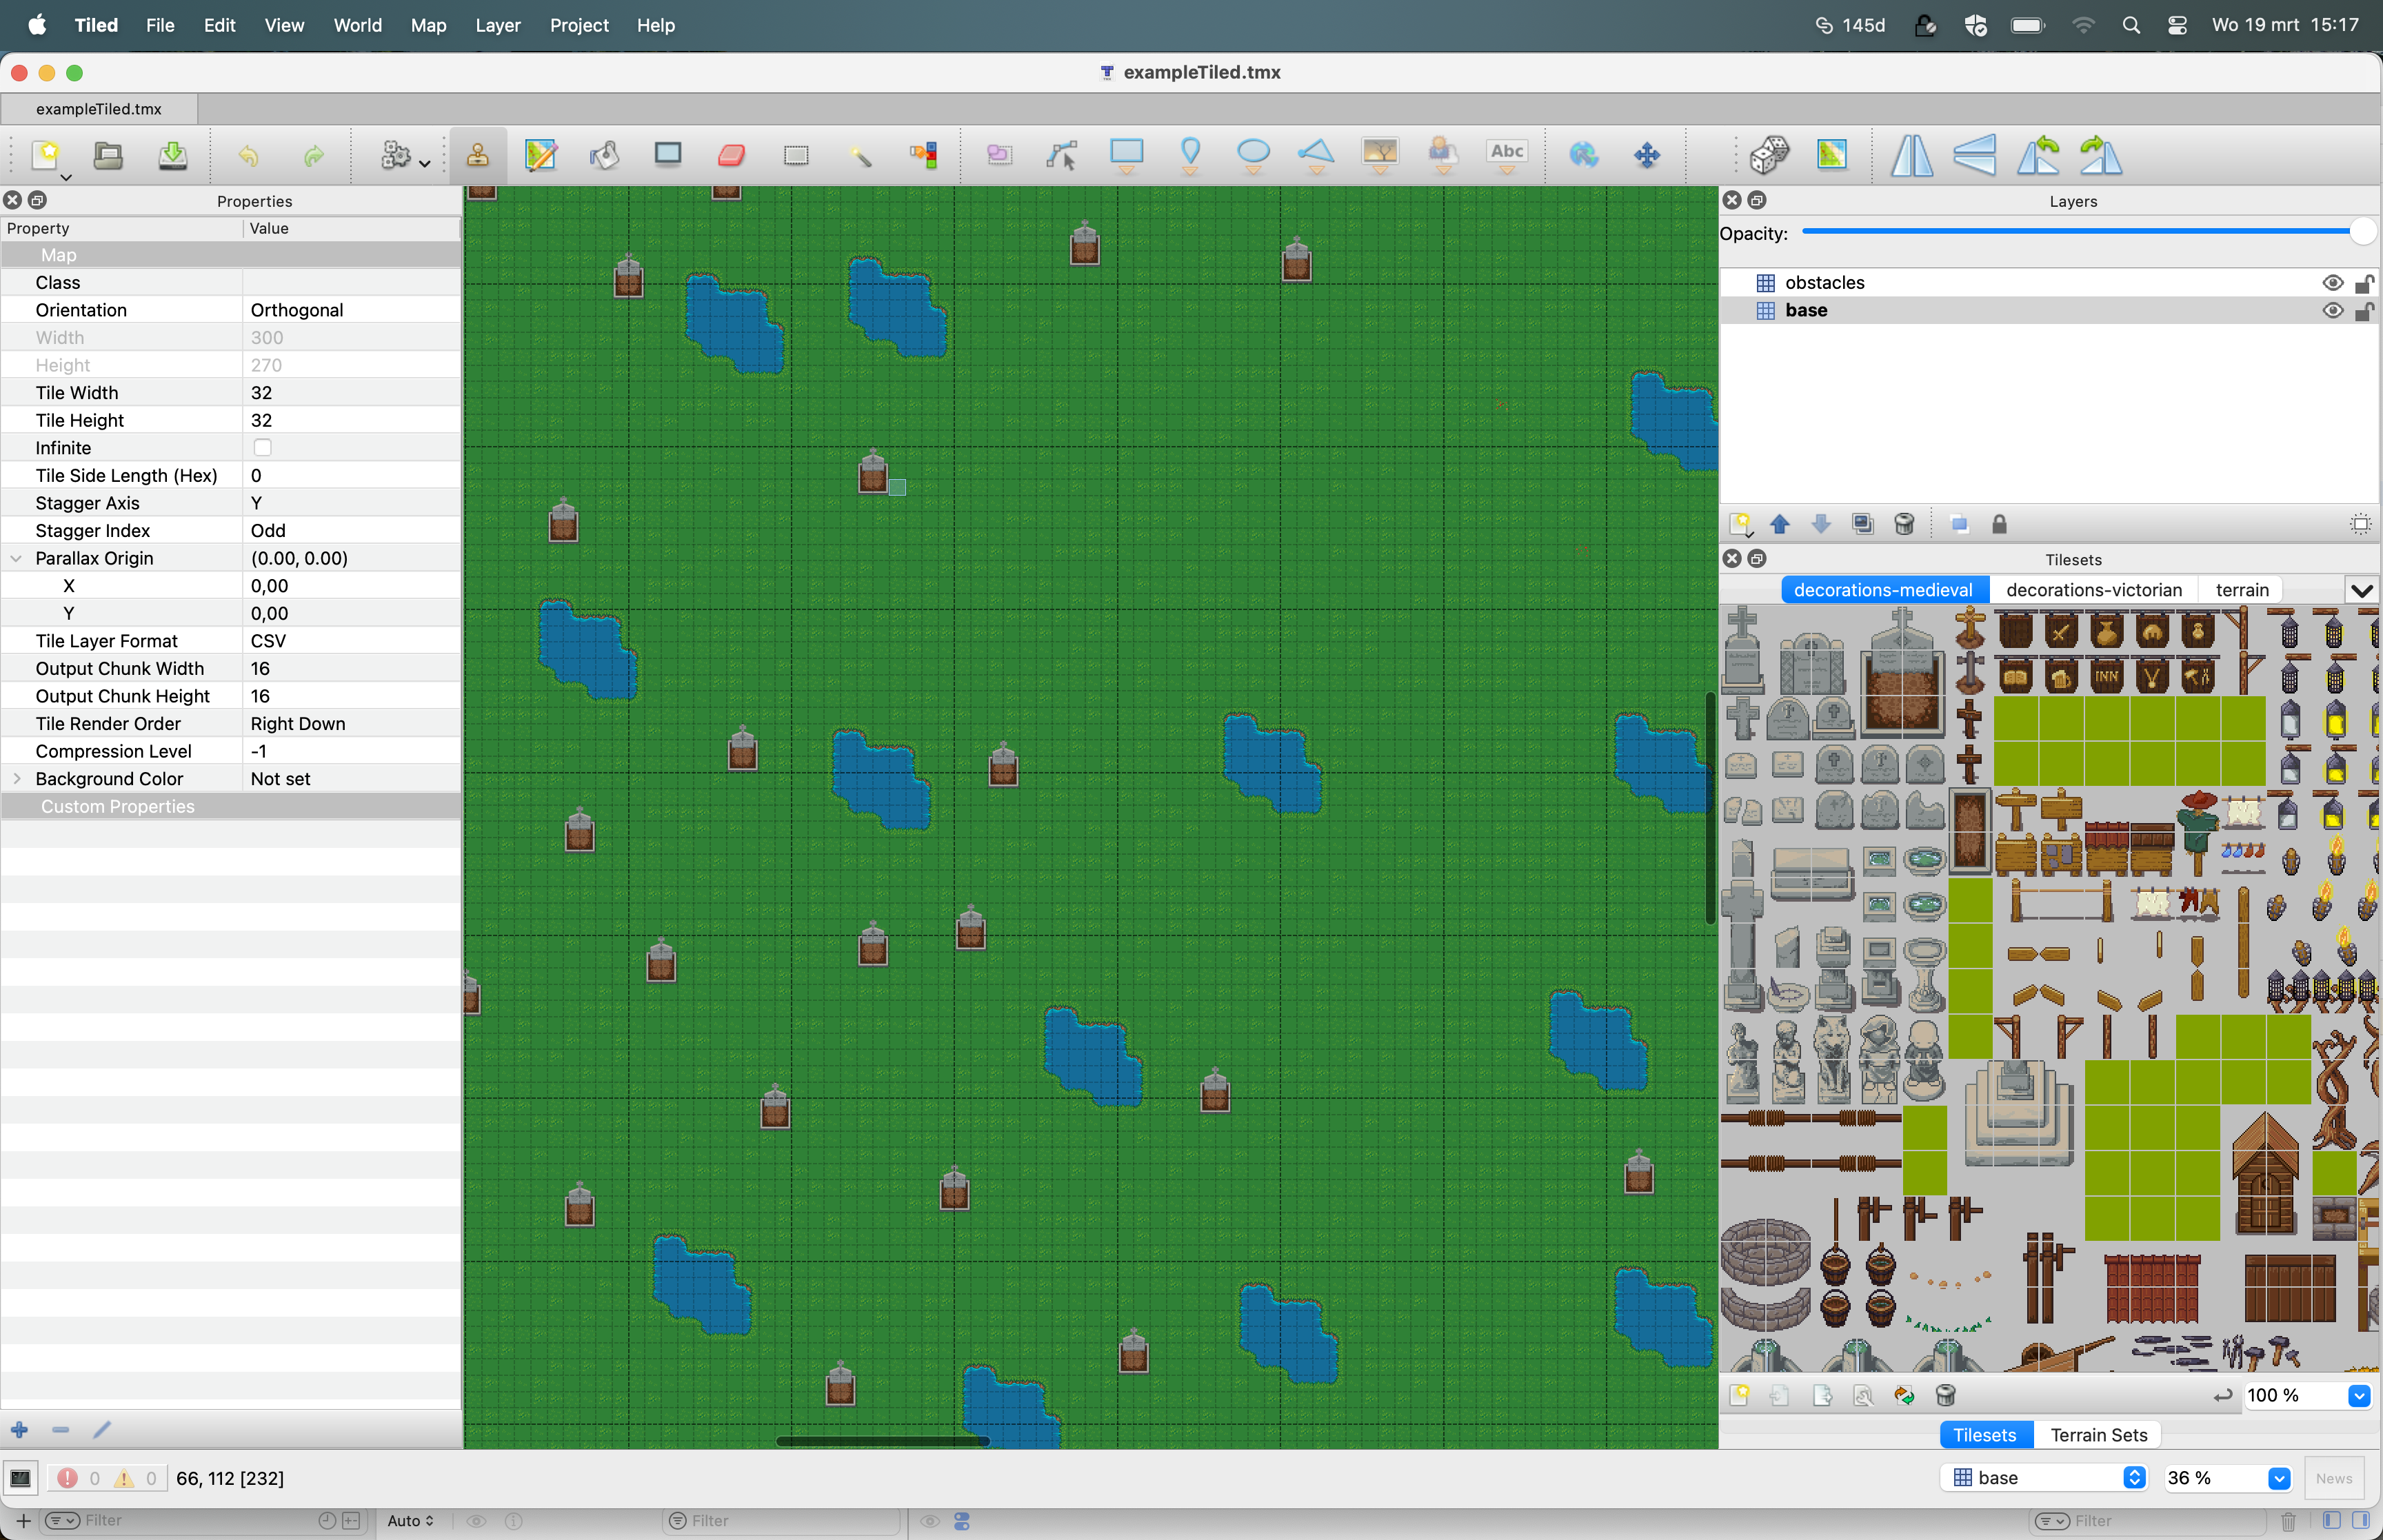 Tiled File Edit View World Map Layer Project Help 145d Wo 19 mrt 15:17
exampleTiled.tmx
exampleTiled.tmx
Abc
Properties
Property Value
Map
Class
Orientation Orthogonal
Width 300
Height 270
Tile Width 32
Tile Height 32
Infinite
Tile Side Length (Hex) 0
Stagger Axis Y
Stagger Index Odd
Parallax Origin (0.00, 0.00)
X 0,00
Y 0,00
Tile Layer Format CSV
Output Chunk Width 16
Output Chunk Height 16
Tile Render Order Right Down
Compression Level -1
Background Color Not set
Custom Properties
Layers
Opacity:
obstacles
base
Tilesets
decorations-medieval decorations-victorian terrain
INN
100 %
Tilesets Terrain Sets
0 0 66, 112 [232] base 36 % News
Filter Auto Filter Filter